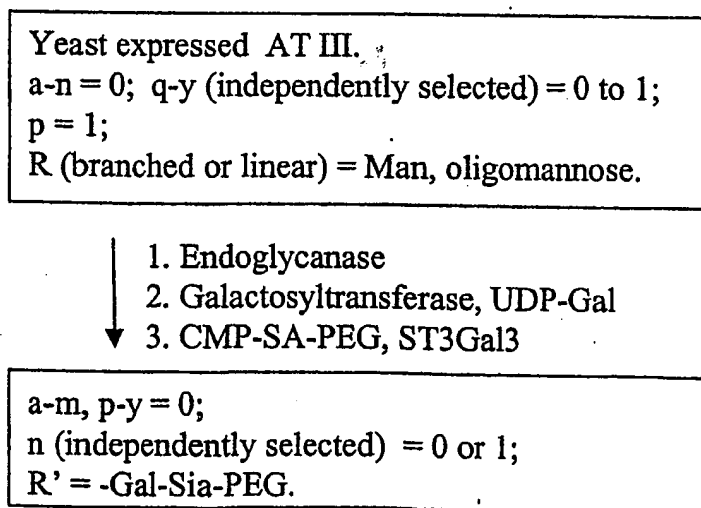 Yeast expressed AT III.
a-n = 0; q-y (independently selected) = 0 to 1;
p = 1;
R (branched or linear) = Man, oligomannose.
1. Endoglycanase
2. Galactosyltransferase, UDP-Gal
3. CMP-SA-PEG, ST3Gal3
a-m, p-y = 0;
n (independently selected) = 0 or 1;
R' = -Gal-Sia-PEG.